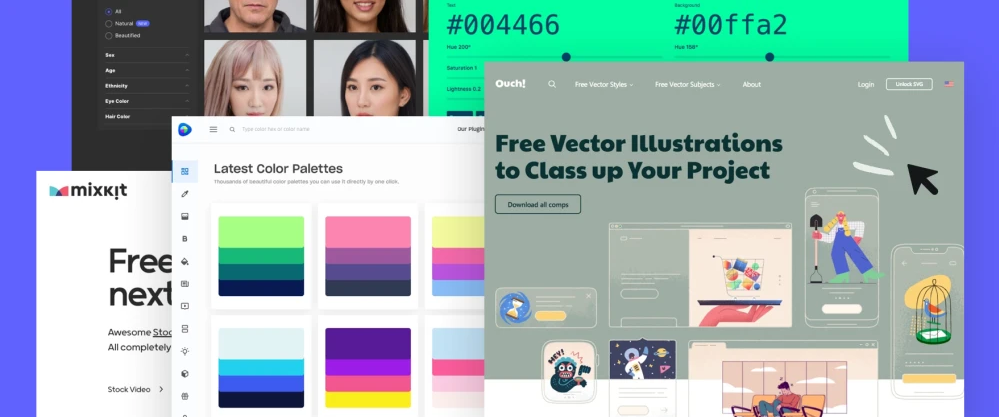 All
Natural NEW
Beautified
Sex
Age
Ethnicity
Eye Color
Hair Color
Text
#004466
Hue 200°
Saturation 1
Lightness 0.2
Background
#00ffa2
Hue 158°
mixkit
Free
next
Awesome Stoc
All completely
Stock Video
Type color hex or color name
Our Plugin
B
Latest Color Palettes
Thousands of beautiful color palettes you can use it directly by one click.
Ouch!
Free Vector Styles
Free Vector Subjects
About
Login
Unlock SVG
Free Vector Illustrations
to Class up Your Project
Download all comps
HEY!